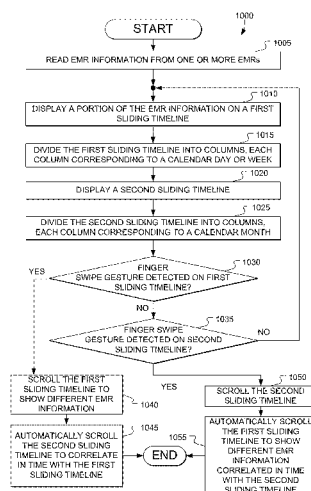 START
1000
1005
READ EMR INFORMATION FROM ONE OR MORE EMRs
1010
DISPLAY A PORTION OF THE EMR INFORMATION ON A FIRST
SLIDING TIMELINE
1015
DIVIDE THE FIRST SLIDING TIMELINE INTO COLUMNS,
EACH COLUMN CORRESPONDING TO A CALENDAR DAY OR WEEK
1020
DISPLAY A SECOND SLIDING TIMELINE
1025
DIVIDE THE SECOND SLIDING TIMELINE INTO COLUMNS,
EACH COLUMN CORRESPONDING TO A CALENDAR MONTH
1030
YES
FINGER
SWIPE GESTURE DETECTED ON FIRST
SLIDING TIMELINE?
NO
1035
FINGER SWIPE
GESTURE DETECTED ON SECOND
SLIDING TIMELINE?
NO
YES
SCROLL THE FIRST
SLIDING TIMELINE TO
SHOW DIFFERENT EMR
INFORMATION
1040
1050
SCROLL THE SECOND
SLIDING TIMELINE
1045
AUTOMATICALLY SCROLL
THE SECOND SLIDING
TIMELINE TO CORRELATE
IN TIME WITH THE FIRST
SLIDING TIMELINE
END
1055
AUTOMATICALLY SCROLL
THE FIRST SLIDING
TIMELINE TO SHOW
DIFFERENT EMR
INFORMATION
CORRELATED IN TIME
WITH THE SECOND
SLIDING TIMELINE